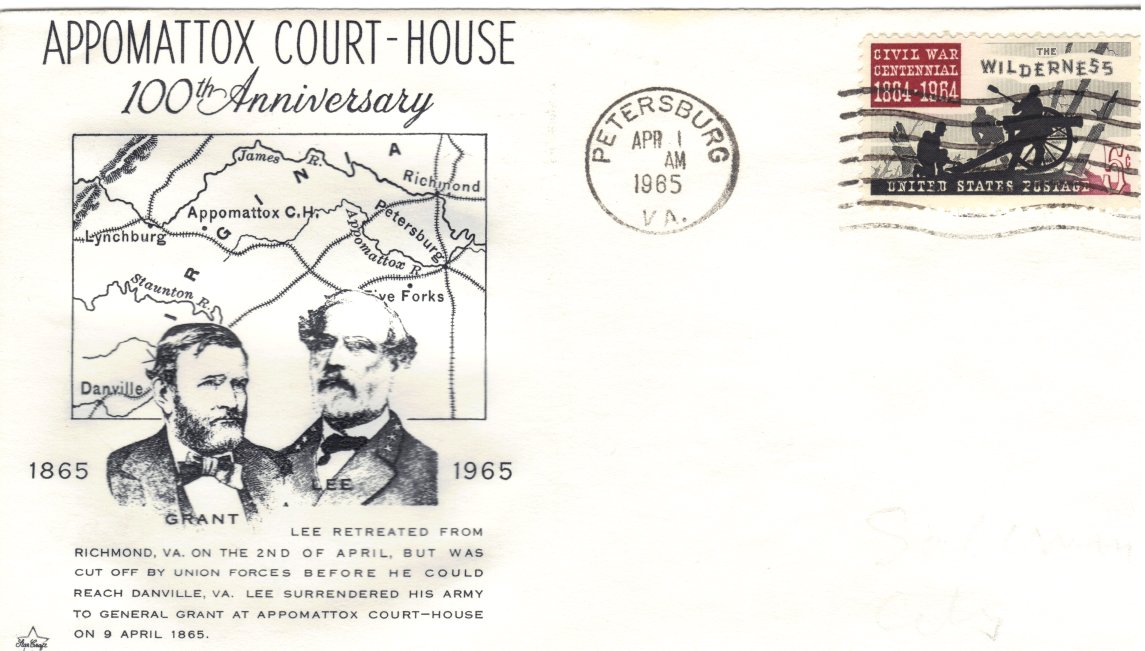 APPOMATTOX COURT-HOUSE
100th Anniversary
James R.
VIRGINIA
Richmond
Appomattox C.H.
Petersburg
Lynchburg
Appomattox R.
Staunton R.
Five Forks
Danville
1865
1965
LEE
GRANT
LEE RETREATED FROM
RICHMOND, VA. ON THE 2ND OF APRIL, BUT WAS
CUT OFF BY UNION FORCES BEFORE HE COULD
REACH DANVILLE, VA. LEE SURRENDERED HIS ARMY
TO GENERAL GRANT AT APPOMATTOX COURT-HOUSE
ON 9 APRIL 1865.
Star Craft
PETERSBURG
APR 1
AM
1965
VA.
CIVIL WAR
CENTENNIAL
1864-1964
THE
WILDERNESS
5¢
UNITED STATES POSTAGE